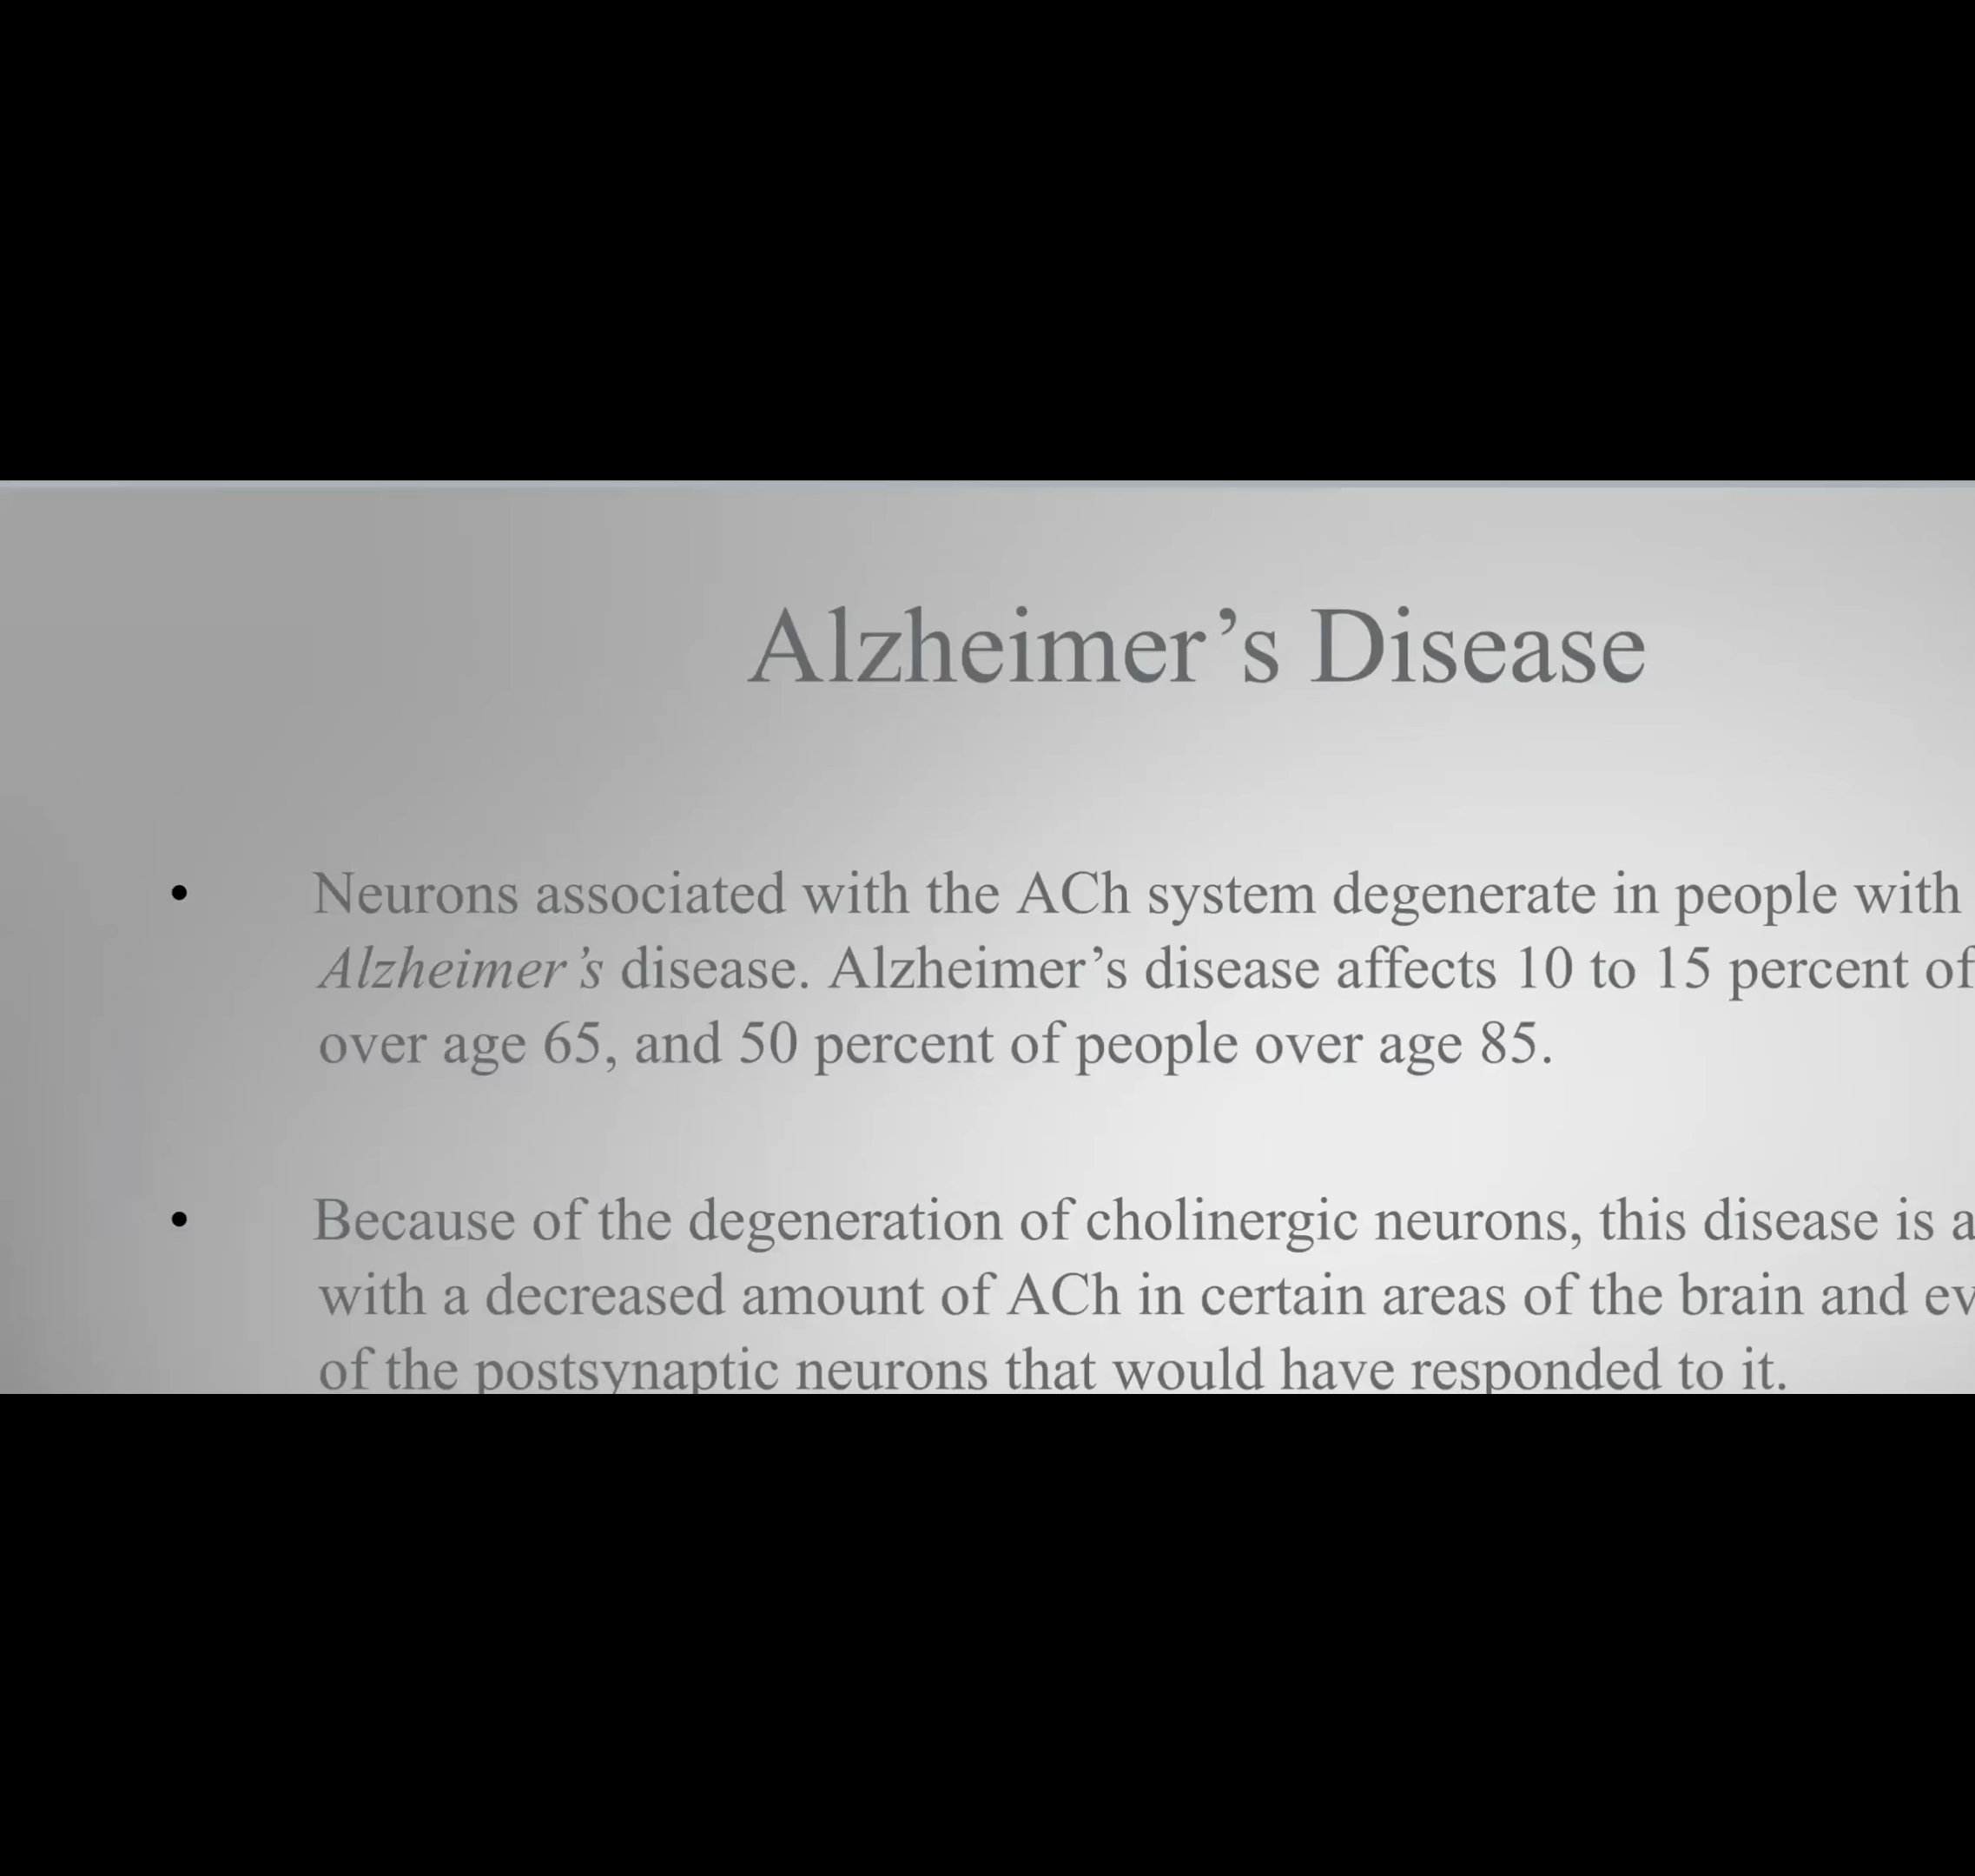 Alzheimer’s Disease
• Neurons associated with the ACh system degenerate in people with
Alzheimer’s disease. Alzheimer’s disease affects 10 to 15 percent of
over age 65, and 50 percent of people over age 85.
• Because of the degeneration of cholinergic neurons, this disease is
with a decreased amount of ACh in certain areas of the brain and
of the postsynaptic neurons that would have responded to it.